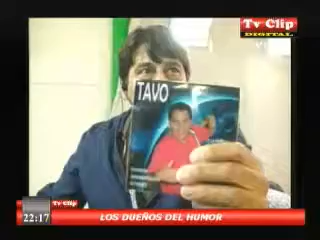 Tv Clip
DIGITAL
TAVO
Tv Clip
22:17
LOS DUEÑOS DEL HUMOR